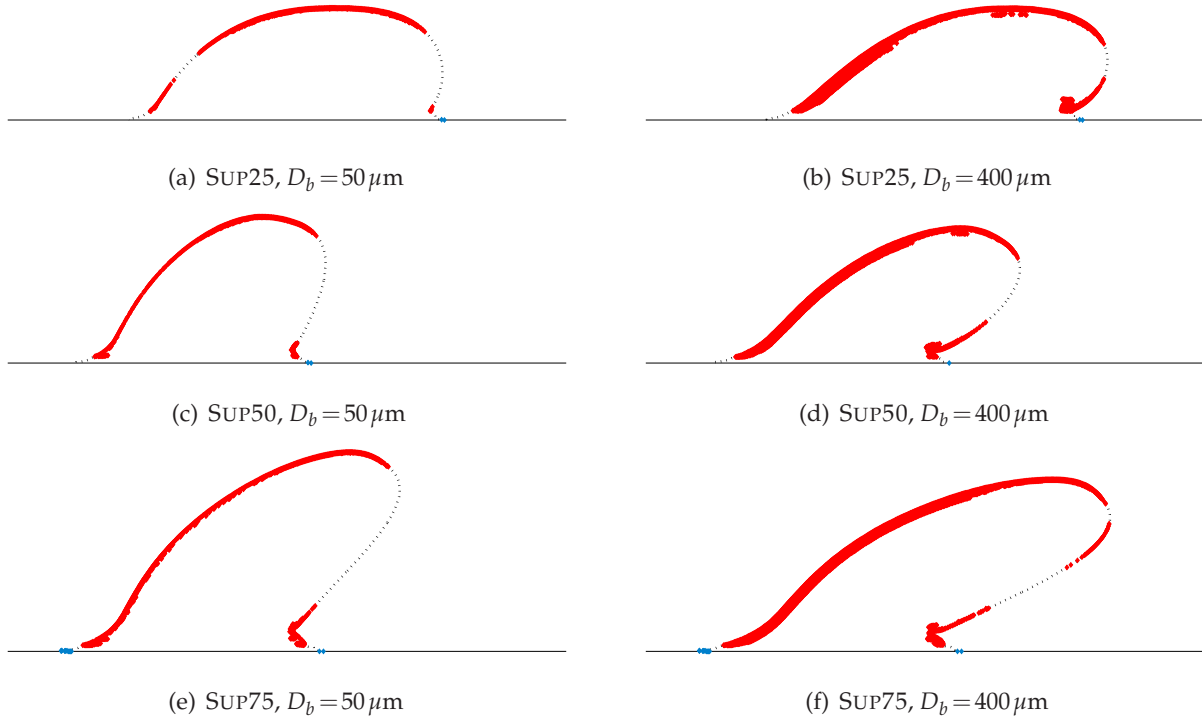 (a) SUP25, D_b = 50 μm
(b) SUP25, D_b = 400 μm
(c) SUP50, D_b = 50 μm
(d) SUP50, D_b = 400 μm
(e) SUP75, D_b = 50 μm
(f) SUP75, D_b = 400 μm